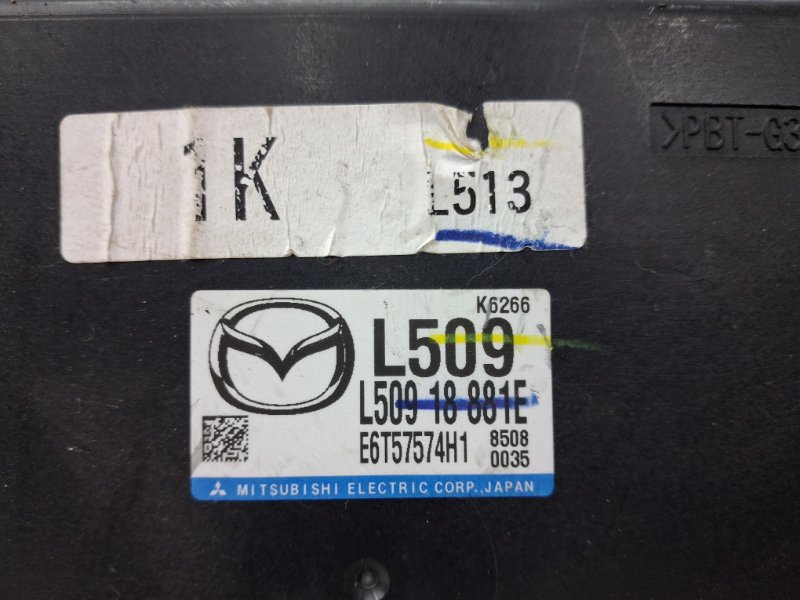 >PBT-G3
1K
L513
K6266
L509
L509 18 881E
E6T57574H1
8508
0035
MITSUBISHI ELECTRIC CORP.,JAPAN